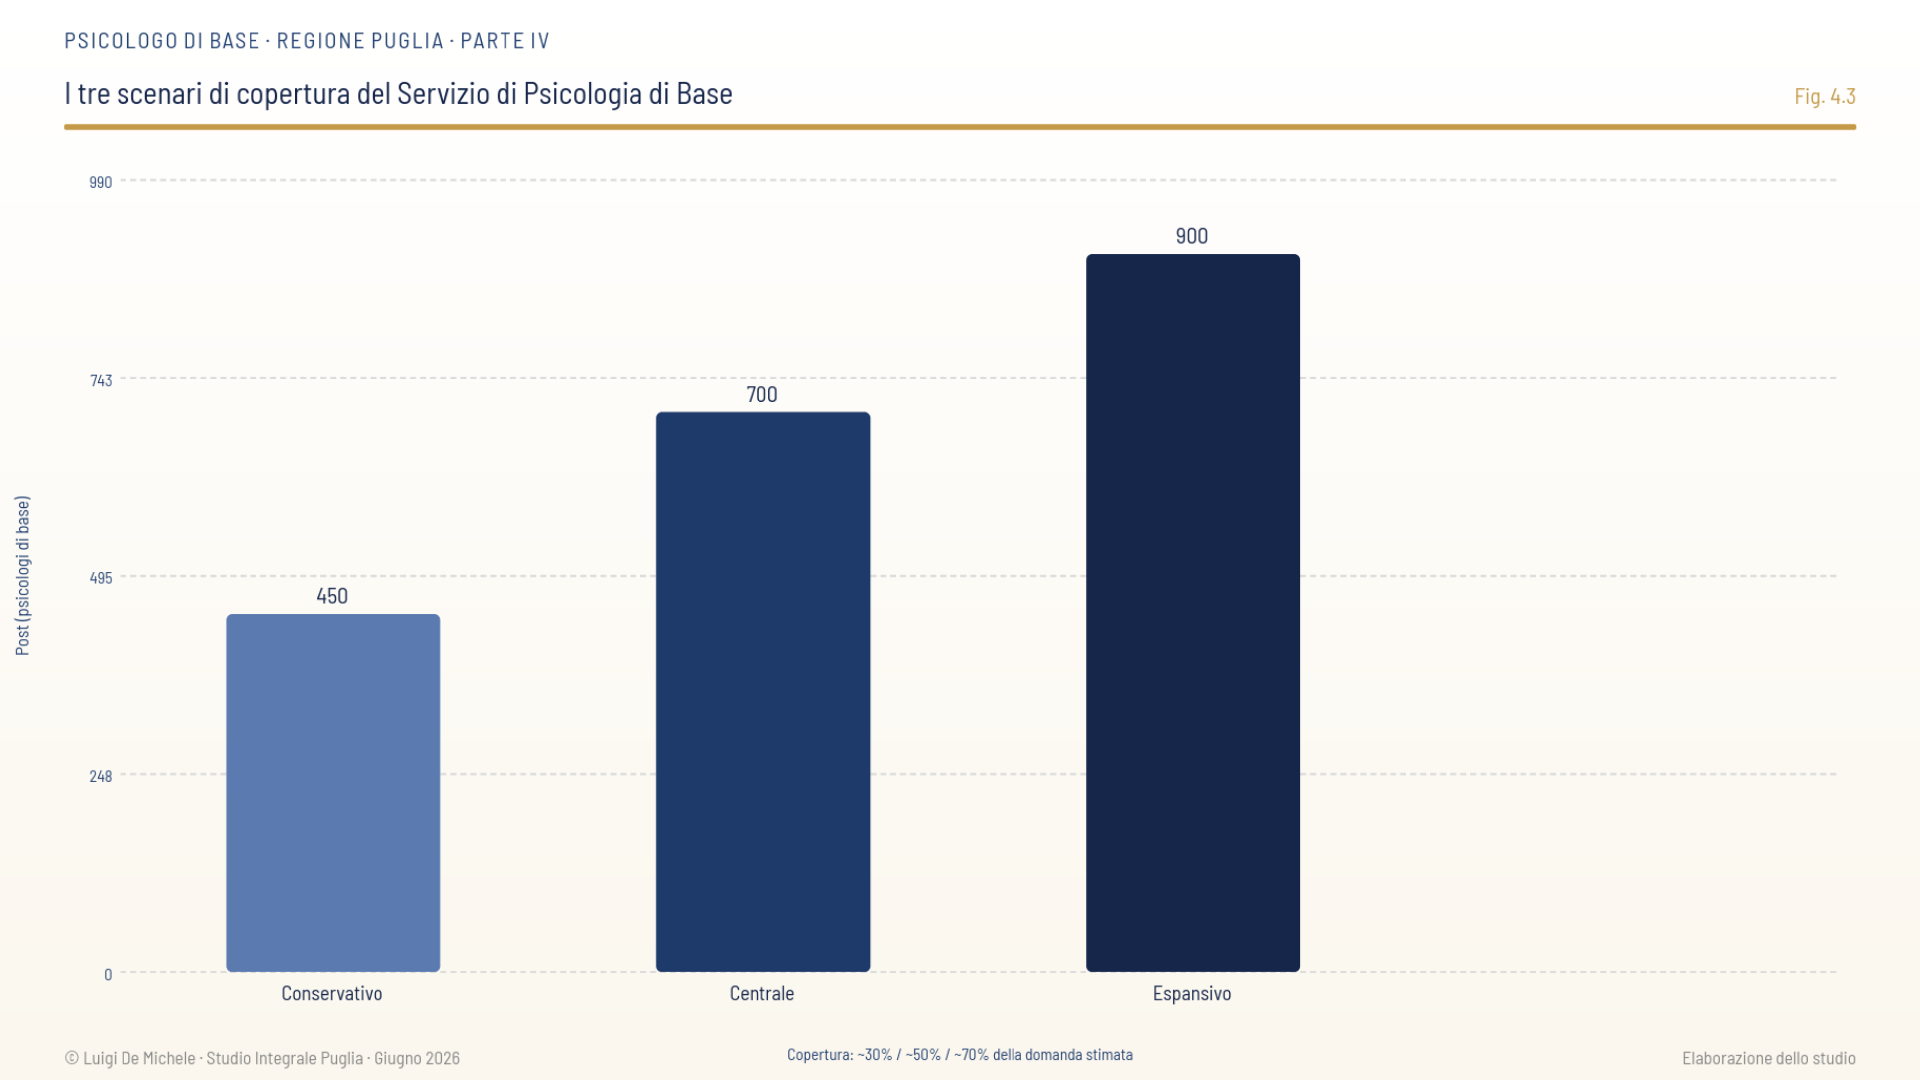 PSICOLOGO DI BASE · REGIONE PUGLIA · PARTE IV
I tre scenari di copertura del Servizio di Psicologia di Base
Fig. 4.3
990
743
495
248
0
Post (psicologi di base)
450
700
900
Conservativo
Centrale
Espansivo
© Luigi De Michele · Studio Integrale Puglia · Giugno 2026
Copertura: ~30% / ~50% / ~70% della domanda stimata
Elaborazione dello studio